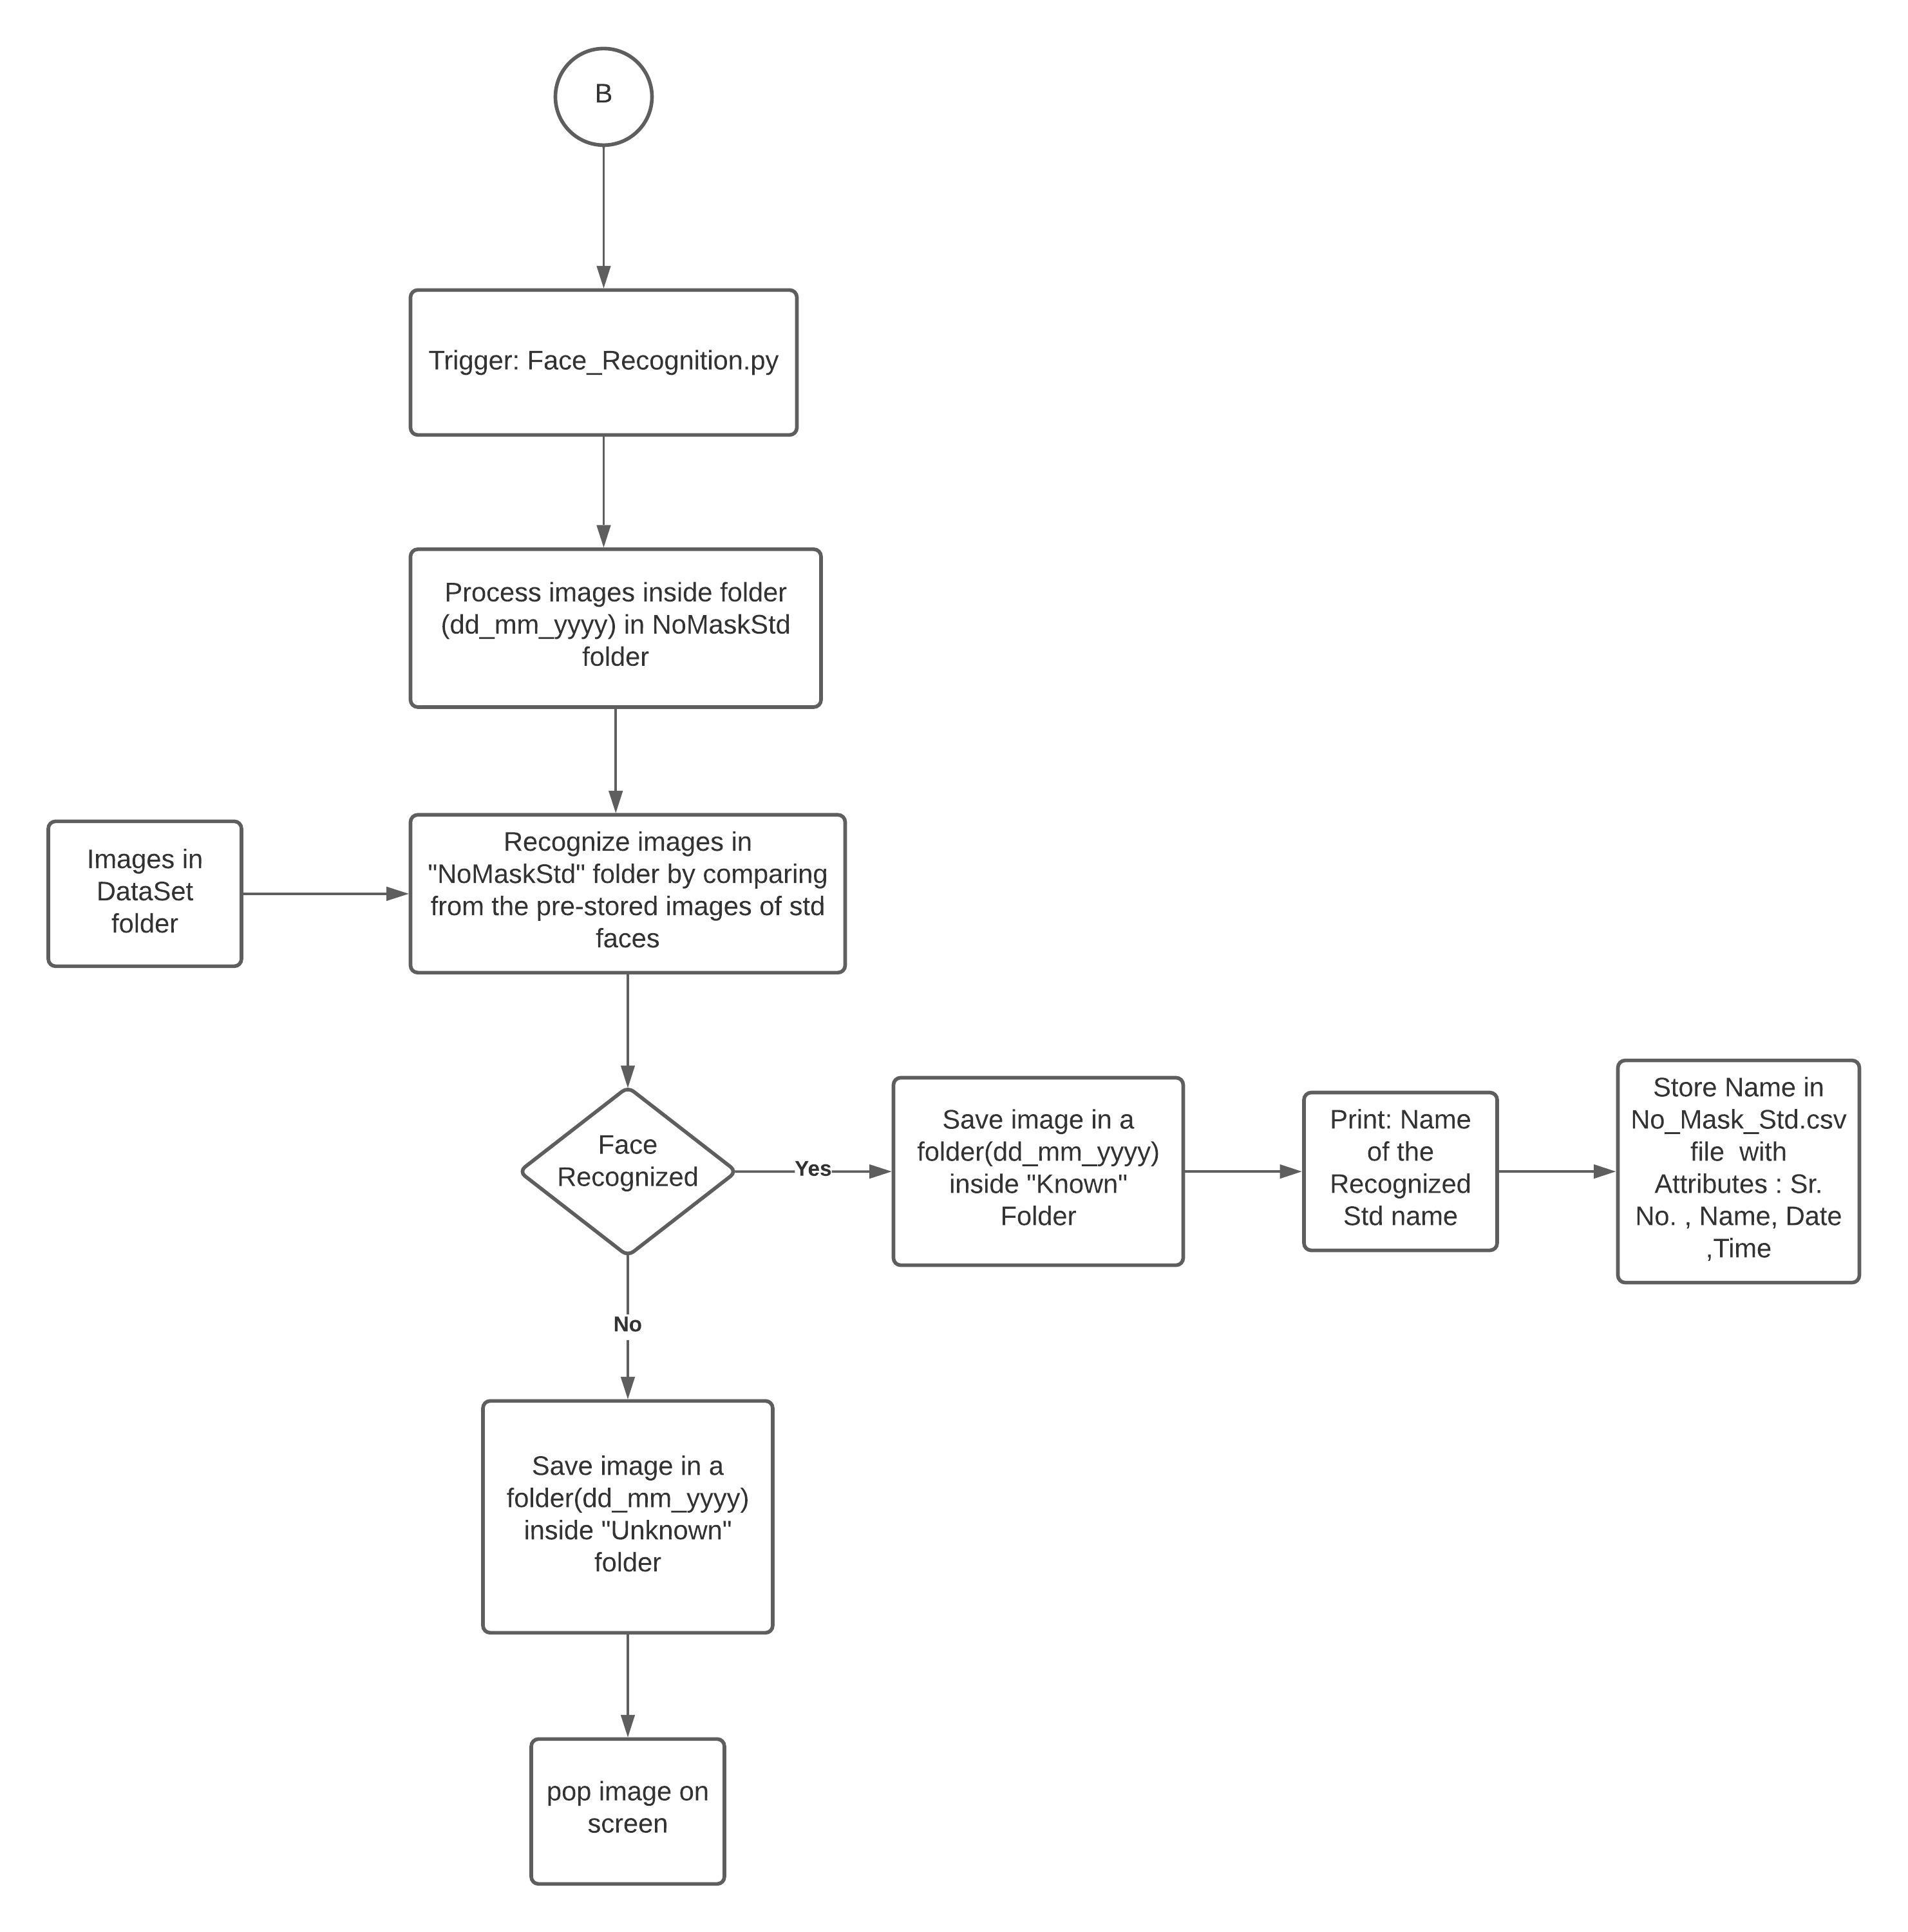 B
Trigger: Face_Recognition.py
Process images inside folder
(dd_mm_yyyy) in NoMaskStd
folder
Images in
DataSet
folder
Recognize images in
"NoMaskStd" folder by comparing
from the pre-stored images of std
faces
Face
Recognized
Yes
Save image in a
folder(dd_mm_yyyy)
inside "Known"
Folder
Print: Name
of the
Recognized
Std name
Store Name in
No_Mask_Std.csv
file  with
Attributes : Sr.
No. , Name, Date
,Time
No
Save image in a
folder(dd_mm_yyyy)
inside "Unknown"
folder
pop image on
screen